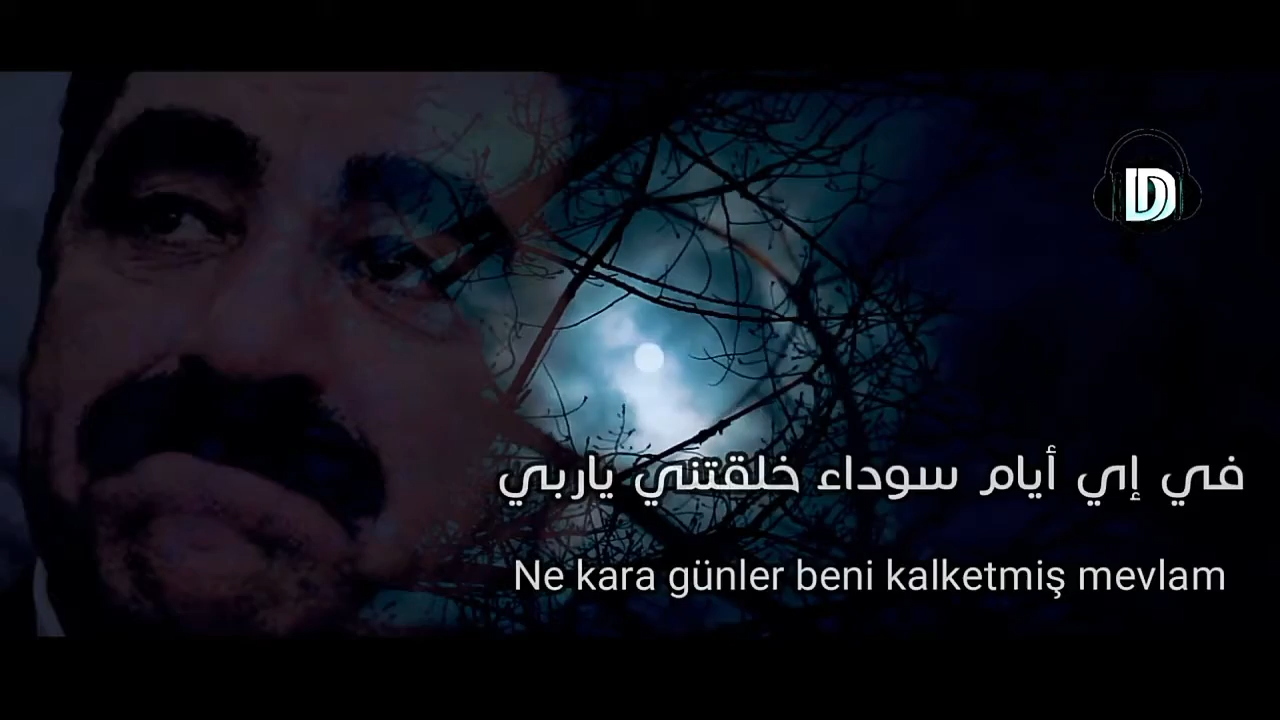 في إي أيام سوداء خلقتني ياربي
Ne kara günler beni kalketmiş mevlam